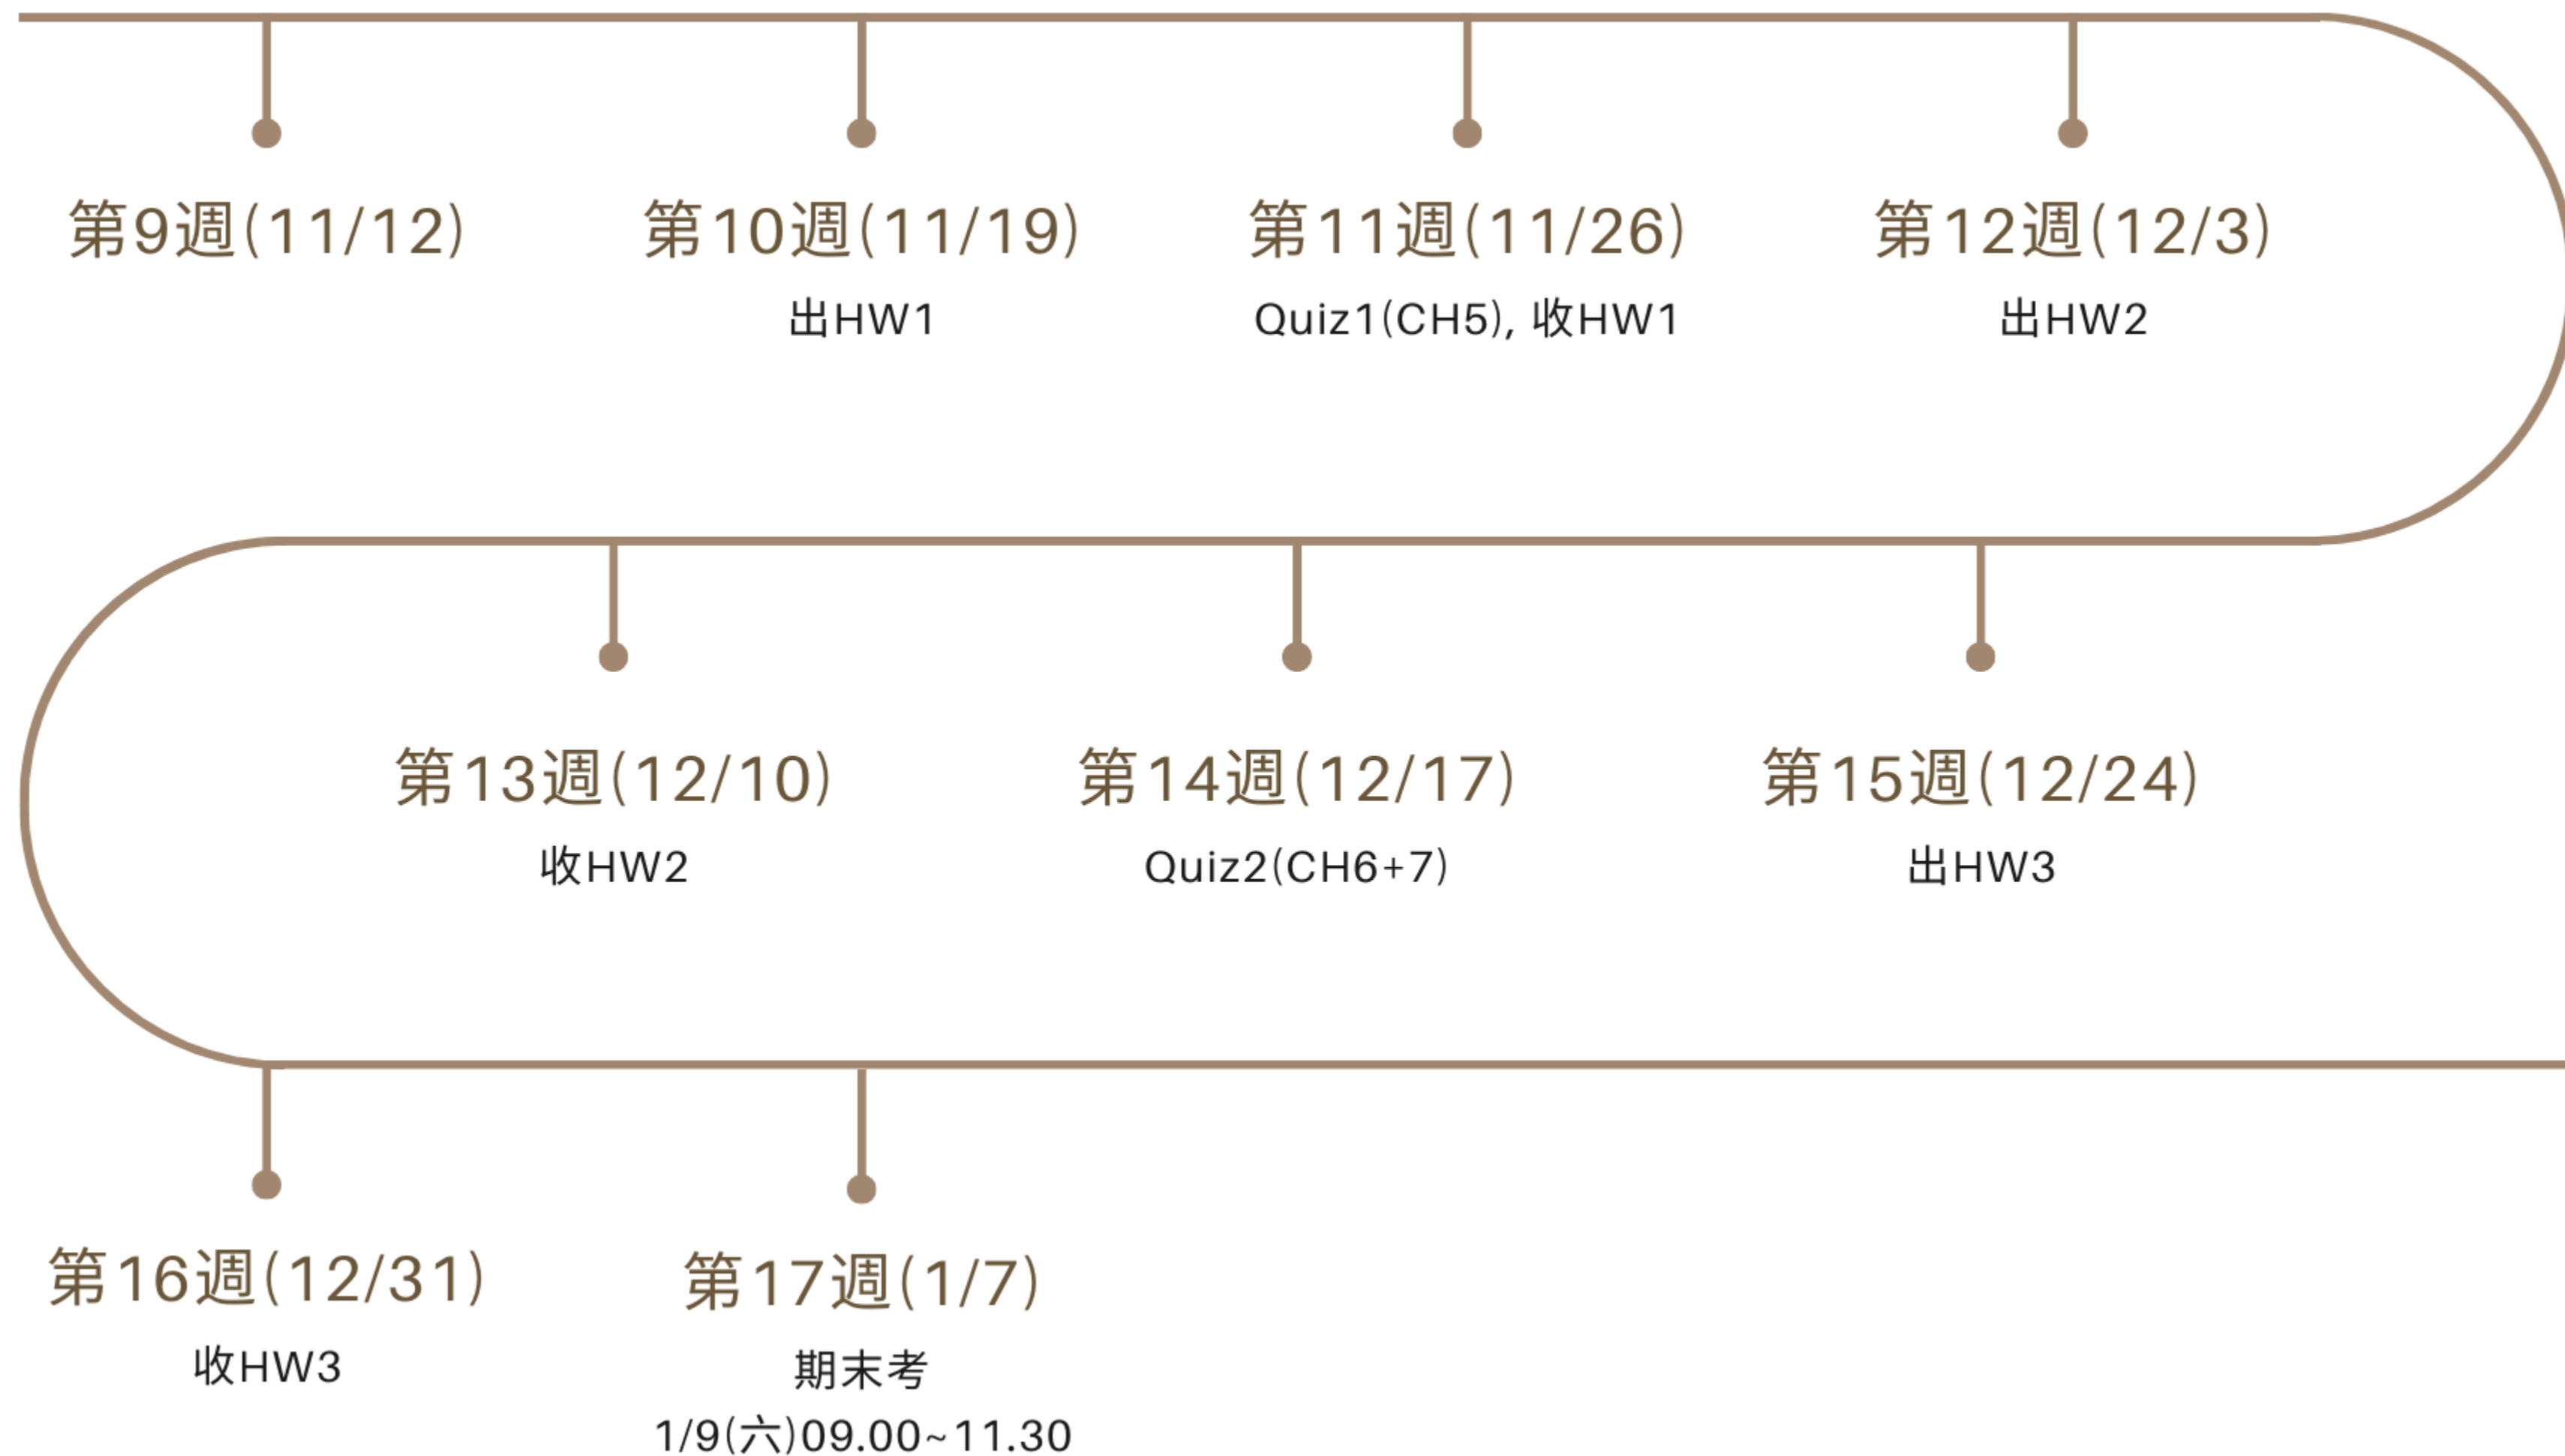 第9週(11/12)
第10週(11/19)
出HW1
第11週(11/26)
Quiz1(CH5), 收HW1
第12週(12/3)
出HW2
第13週(12/10)
收HW2
第14週(12/17)
Quiz2(CH6+7)
第15週(12/24)
出HW3
第16週(12/31)
收HW3
第17週(1/7)
期末考
1/9(六)09.00~11.30